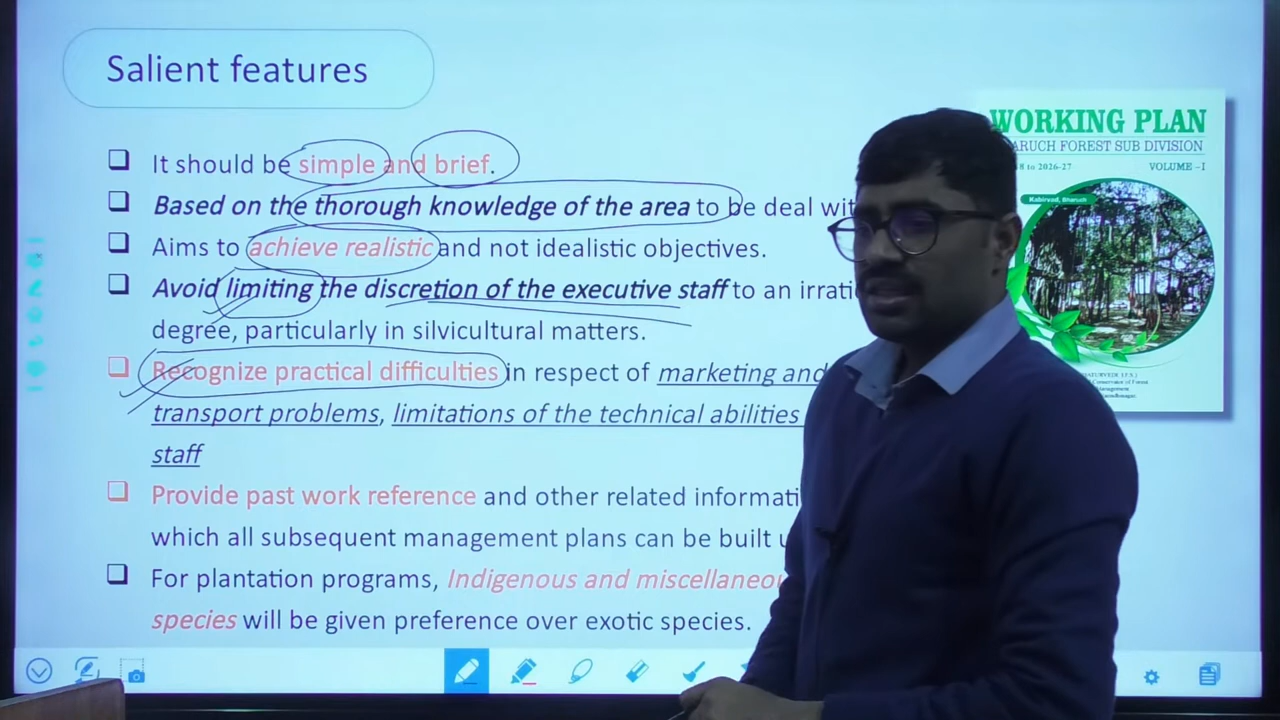 Salient features
It should be simple and brief.
Based on the thorough knowledge of the area to be deal
Aims to achieve realistic and not idealistic objectives.
Avoid limiting the discretion of the executive staff to an
degree, particularly in silvicultural matters.
Recognize practical difficulties in respect of marketing and
transport problems, limitations of the technical abilities
staff
Provide past work reference and other related
which all subsequent management plans can be built
For plantation programs, Indigenous and
species will be given preference over exotic species.
WORKING PLAN
FOREST SUB DIVISION
to 2026-27 VOLUME -I
Kabirvad, Bharuch